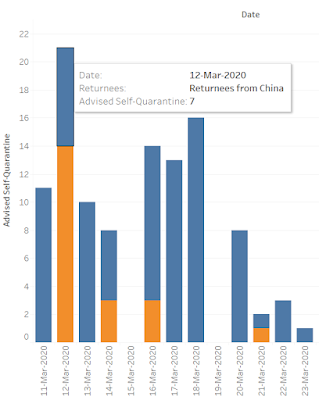 Date
22
20
18
16
14
12
10
8
6
4
2
0
Advised Self-Quarantine
Date: 12-Mar-2020
Returnees: Returnees from China
Advised Self-Quarantine: 7
11-Mar-2020
12-Mar-2020
13-Mar-2020
14-Mar-2020
15-Mar-2020
16-Mar-2020
17-Mar-2020
18-Mar-2020
19-Mar-2020
20-Mar-2020
21-Mar-2020
22-Mar-2020
23-Mar-2020